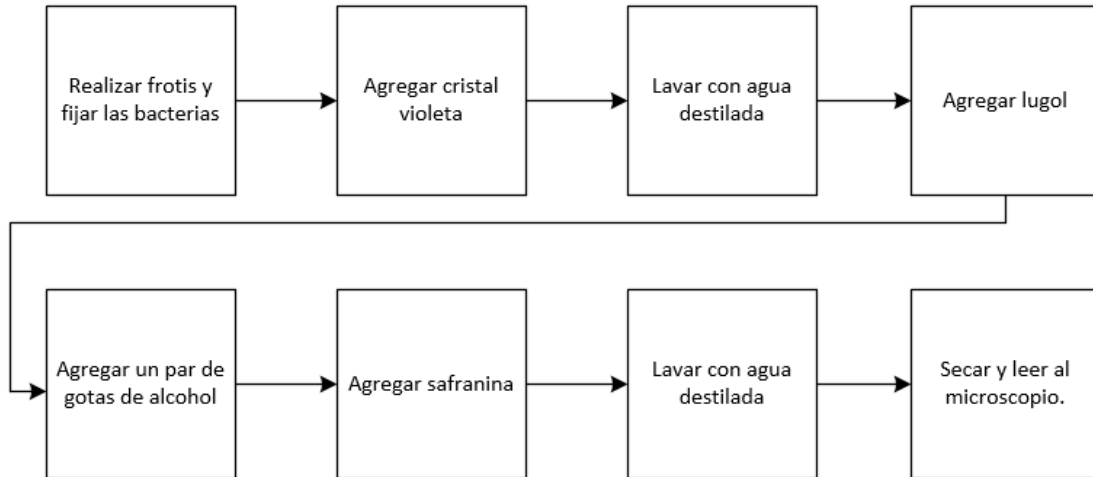 Realizar frotis y
fijar las bacterias
Agregar cristal
violeta
Lavar con agua
destilada
Agregar lugol
Agregar un par de
gotas de alcohol
Agregar safranina
Lavar con agua
destilada
Secar y leer al
microscopio.